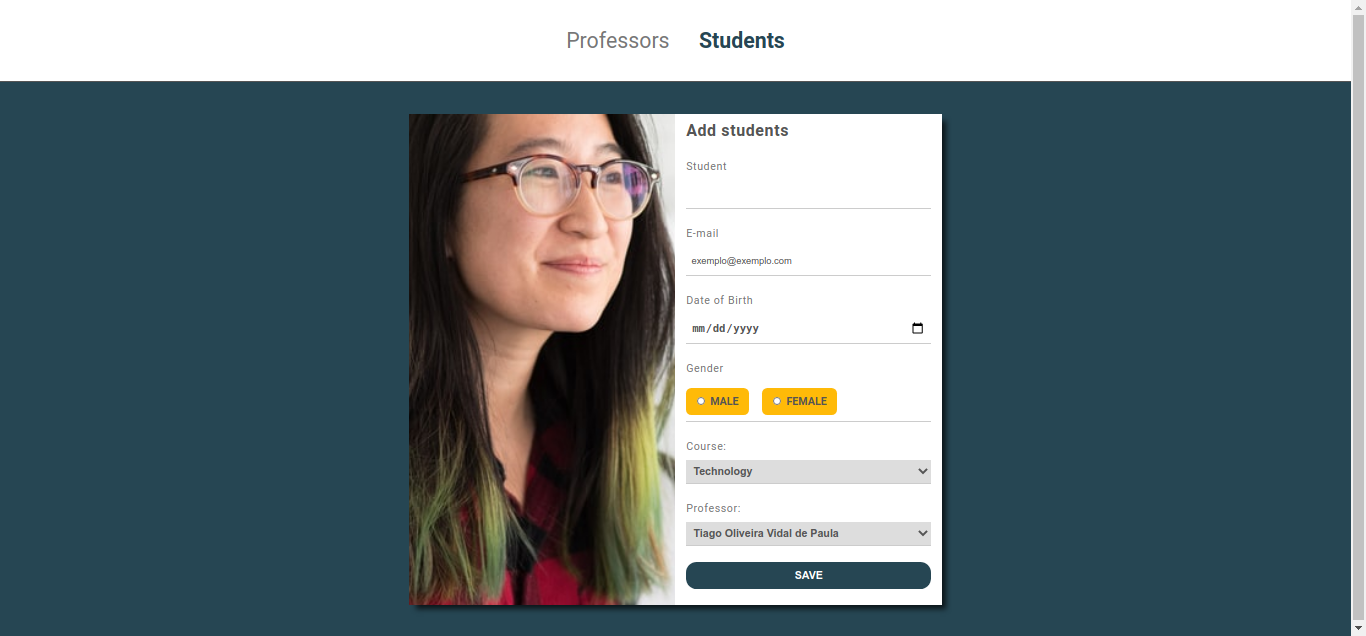 Professors Students
Add students
Student
E-mail
exemplo@exemplo.com
Date of Birth
mm/dd/yyyy
Gender
MALE FEMALE
Course:
Technology
Professor:
Tiago Oliveira Vidal de Paula
SAVE